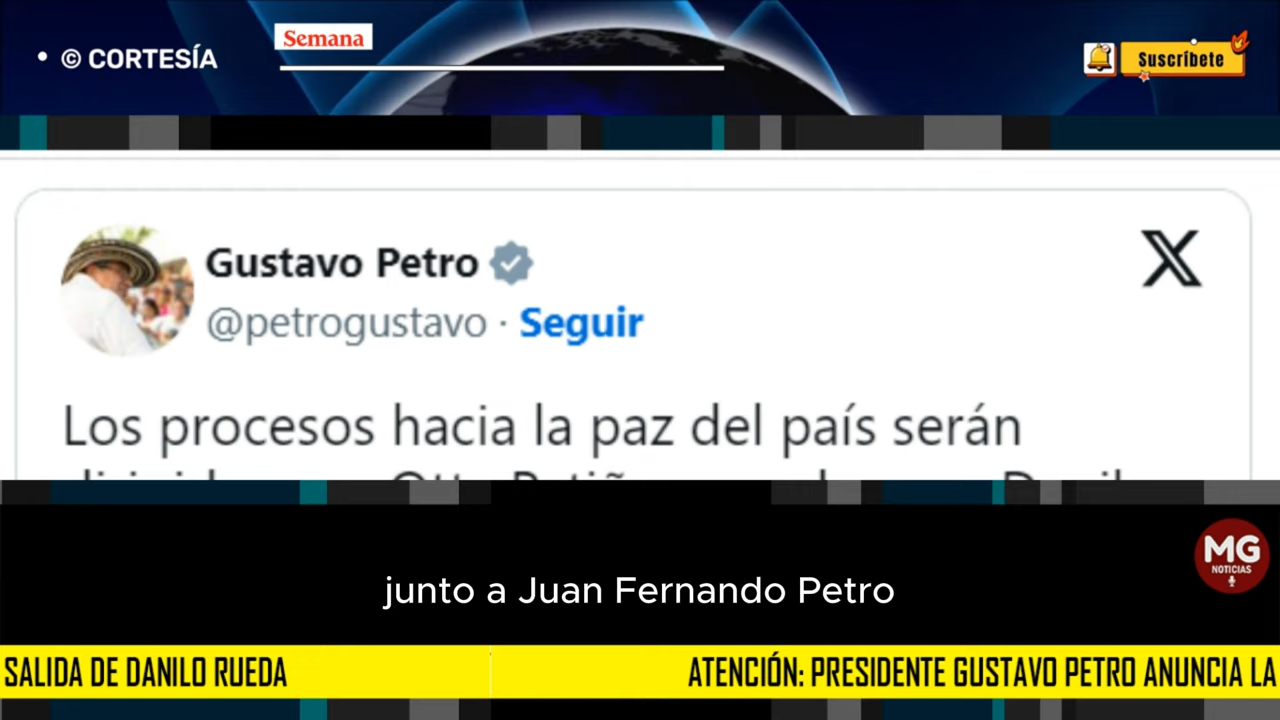 • © CORTESÍA
Semana
Suscríbete
Gustavo Petro
@petrogustavo · Seguir
X
Los procesos hacia la paz del país serán
MG
NOTICIAS
junto a Juan Fernando Petro
SALIDA DE DANILO RUEDA
ATENCIÓN: PRESIDENTE GUSTAVO PETRO ANUNCIA LA